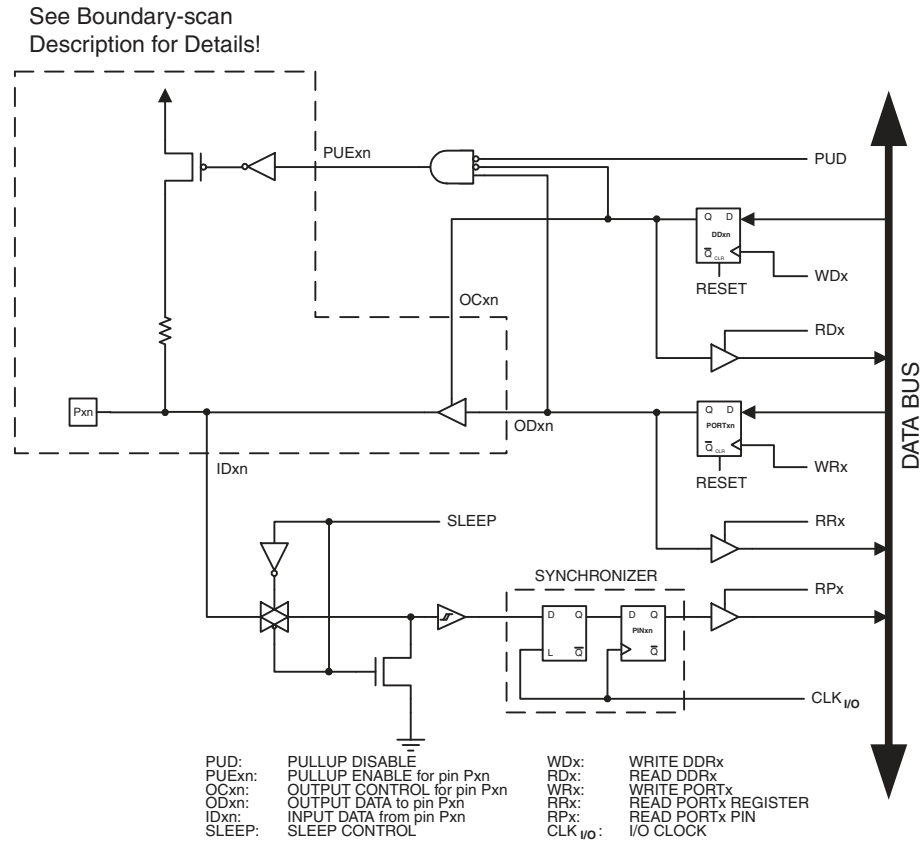 See Boundary-scan
Description for Details!
PUExn
PUD
Q D
DDxn
Q CLR
WDx
RESET
OCxn
RDx
Pxn
ODxn
Q D
PORTxn
Q CLR
WRx
RESET
IDxn
DATA BUS
SLEEP
RRx
SYNCHRONIZER
RPx
D Q
L Q
D Q
PINxn
Q
CLK I/O
PUD: PULLUP DISABLE
PUExn: PULLUP ENABLE for pin Pxn
OCxn: OUTPUT CONTROL for pin Pxn
ODxn: OUTPUT DATA to pin Pxn
IDxn: INPUT DATA from pin Pxn
SLEEP: SLEEP CONTROL
WDx: WRITE DDRx
RDx: READ DDRx
WRx: WRITE PORTx
RRx: READ PORTx REGISTER
RPx: READ PORTx PIN
CLK I/O: I/O CLOCK